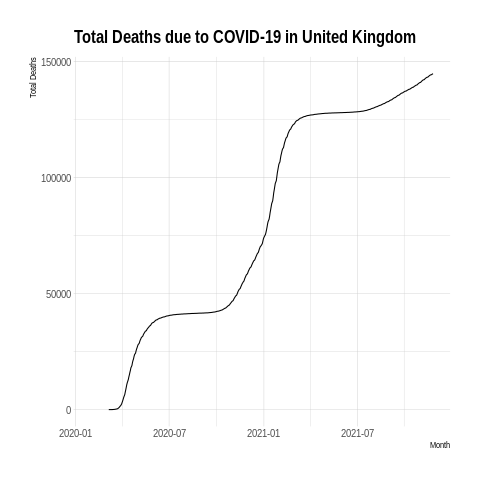 Total Deaths due to COVID-19 in United Kingdom
Total Deaths
150000
100000
50000
0
2020-01 2020-07 2021-01 2021-07
Month